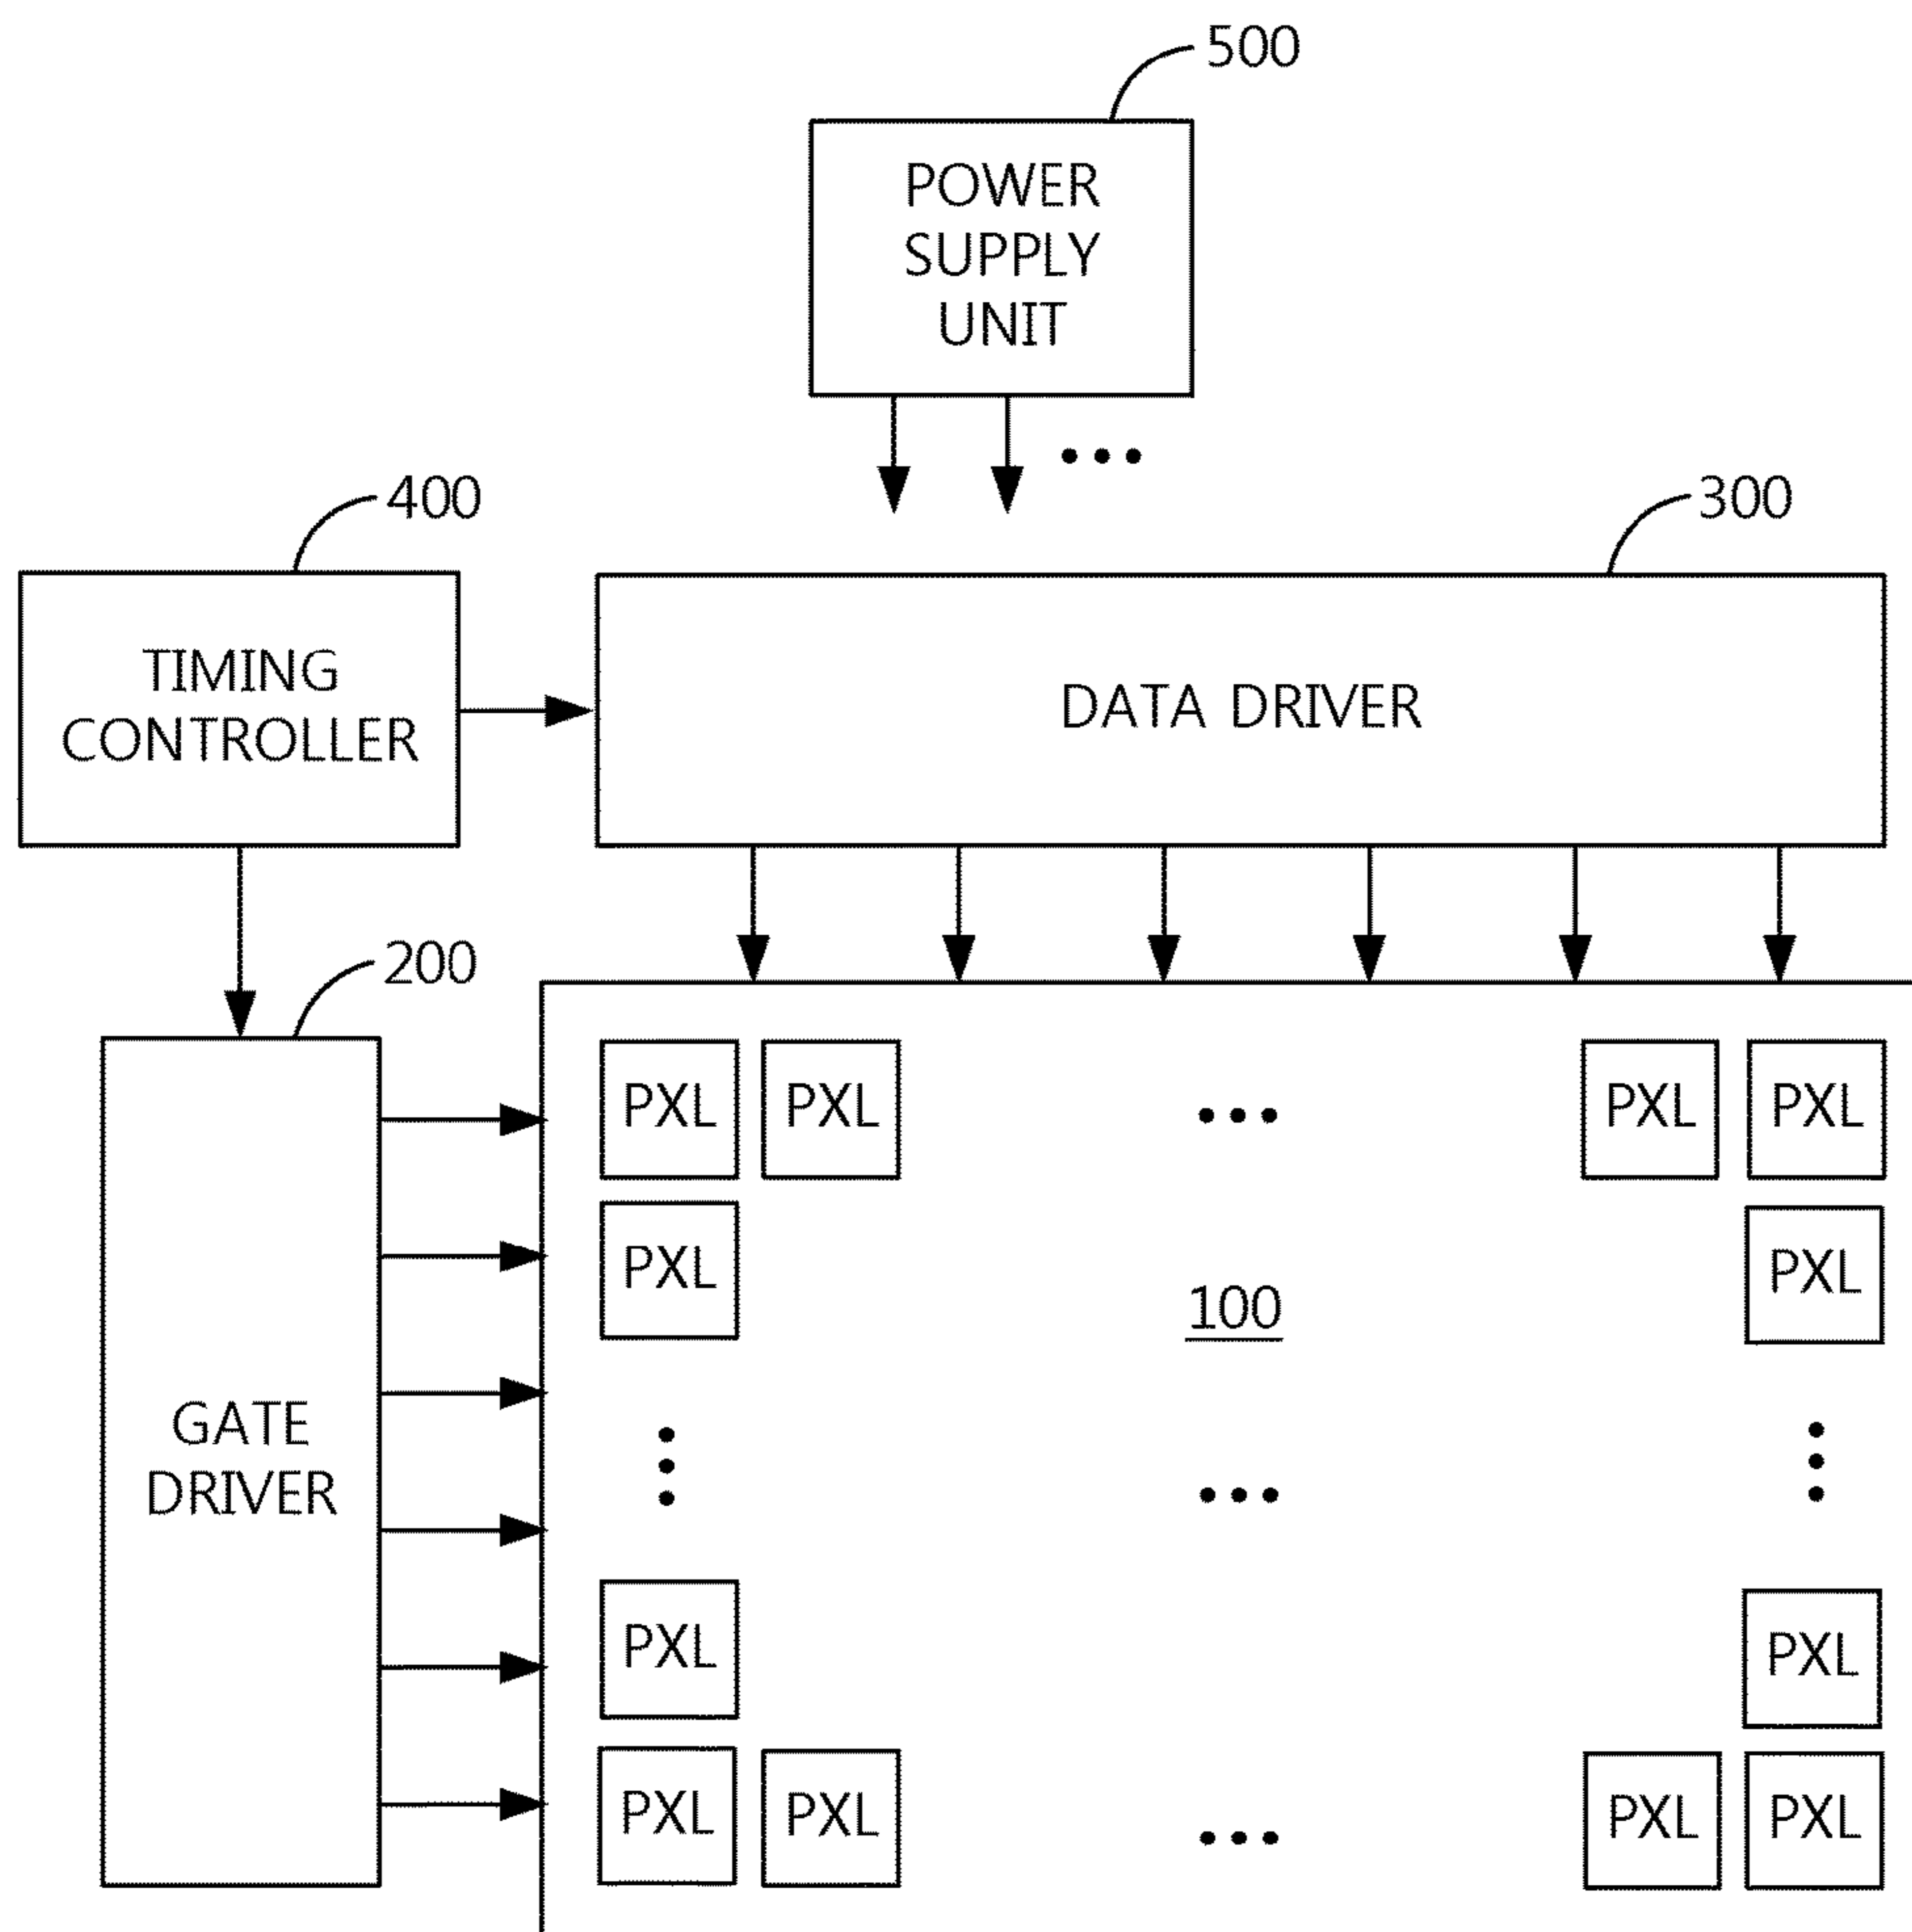 500
POWER
SUPPLY
UNIT
400
300
TIMING
CONTROLLER
DATA DRIVER
200
PXL PXL ••• PXL PXL
PXL PXL
100
GATE
DRIVER
PXL PXL
PXL PXL ••• PXL PXL